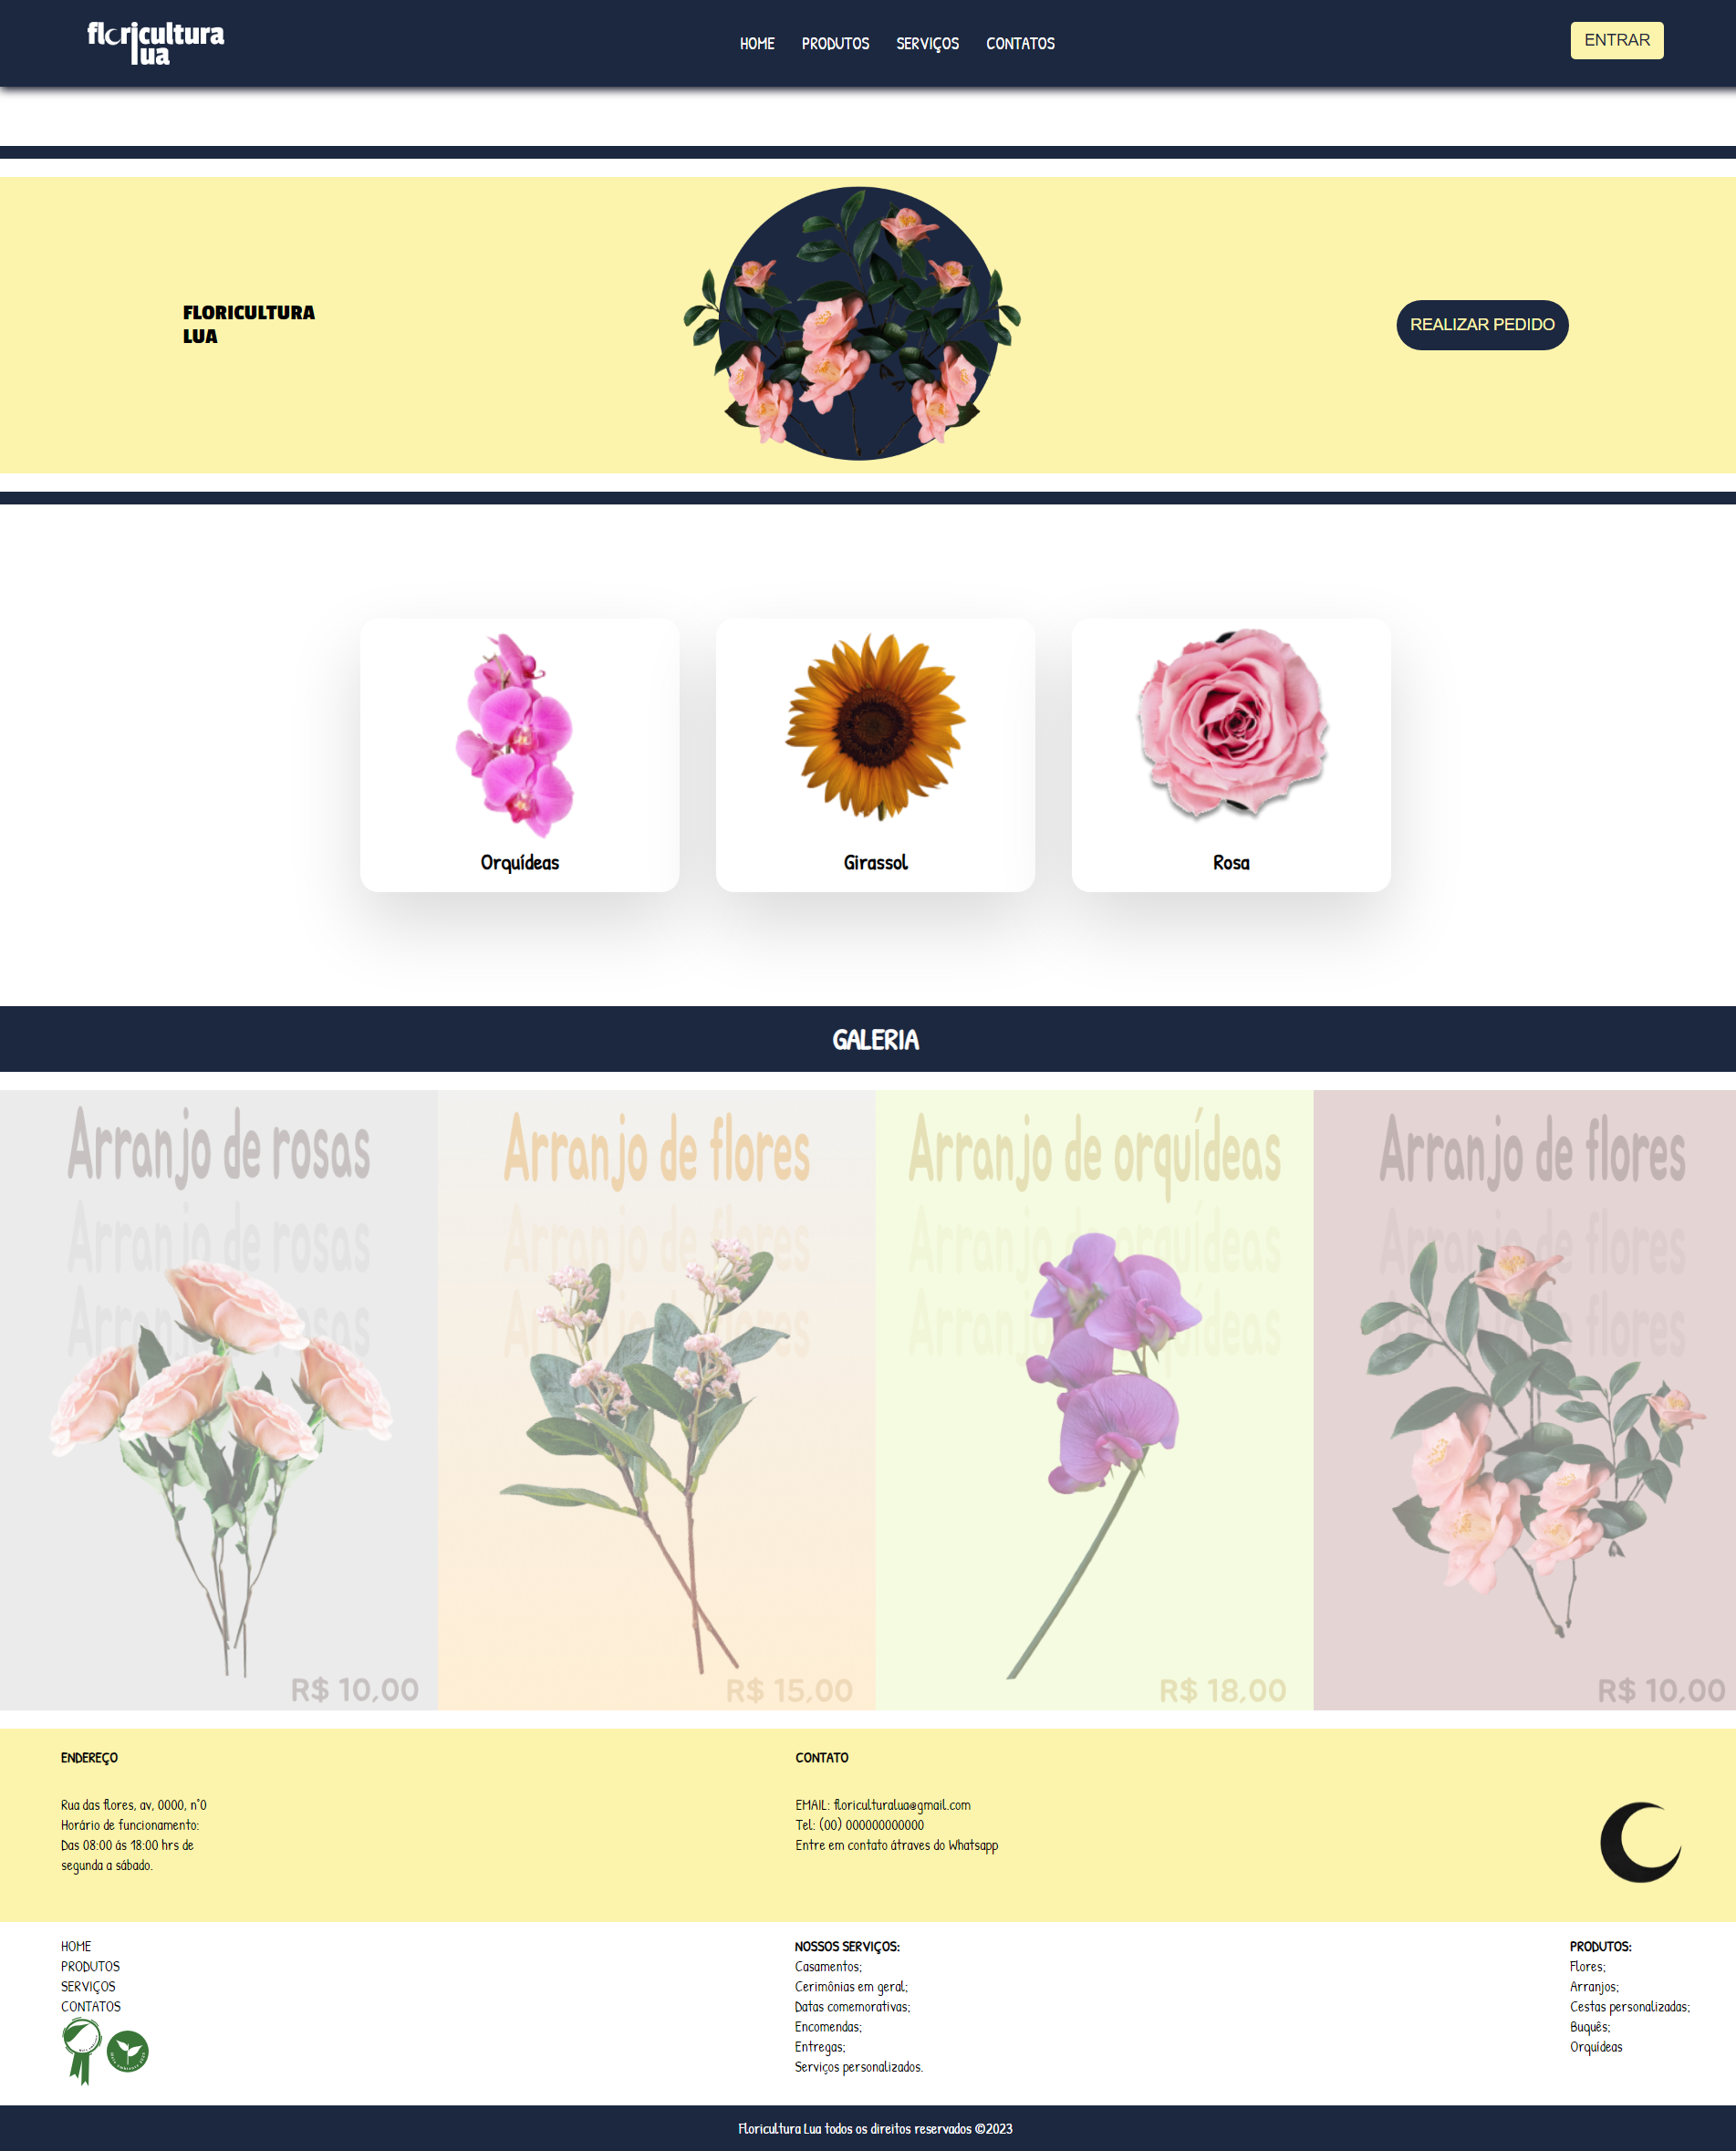 floricultura
lua
HOME PRODUTOS SERVIÇOS CONTATOS
ENTRAR
FLORICULTURA
LUA
REALIZAR PEDIDO
Orquídeas
Girassol
Rosa
GALERIA
Arranjo de rosas
Arranjo de rosas
Arranjo de rosas
R$ 10,00
Arranjo de flores
Arranjo de flores
Arranjo de flores
R$ 15,00
Arranjo de orquídeas
Arranjo de orquídeas
Arranjo de orquídeas
R$ 18,00
Arranjo de flores
Arranjo de flores
Arranjo de flores
R$ 10,00
ENDEREÇO
Rua das flores, av, 0000, n°0
Horário de funcionamento:
Das 08:00 ás 18:00 hrs de
segunda a sábado.
CONTATO
EMAIL: floriculturalua@gmail.com
Tel: (00) 000000000000
Entre em contato átraves do Whatsapp
HOME
PRODUTOS
SERVIÇOS
CONTATOS
NOSSOS SERVIÇOS:
Casamentos;
Cerimônias em geral;
Datas comemorativas;
Encomendas;
Entregas;
Serviços personalizados.
PRODUTOS:
Flores;
Arranjos;
Cestas personalizadas;
Buquês;
Orquídeas
Floricultura Lua todos os direitos reservados ©2023